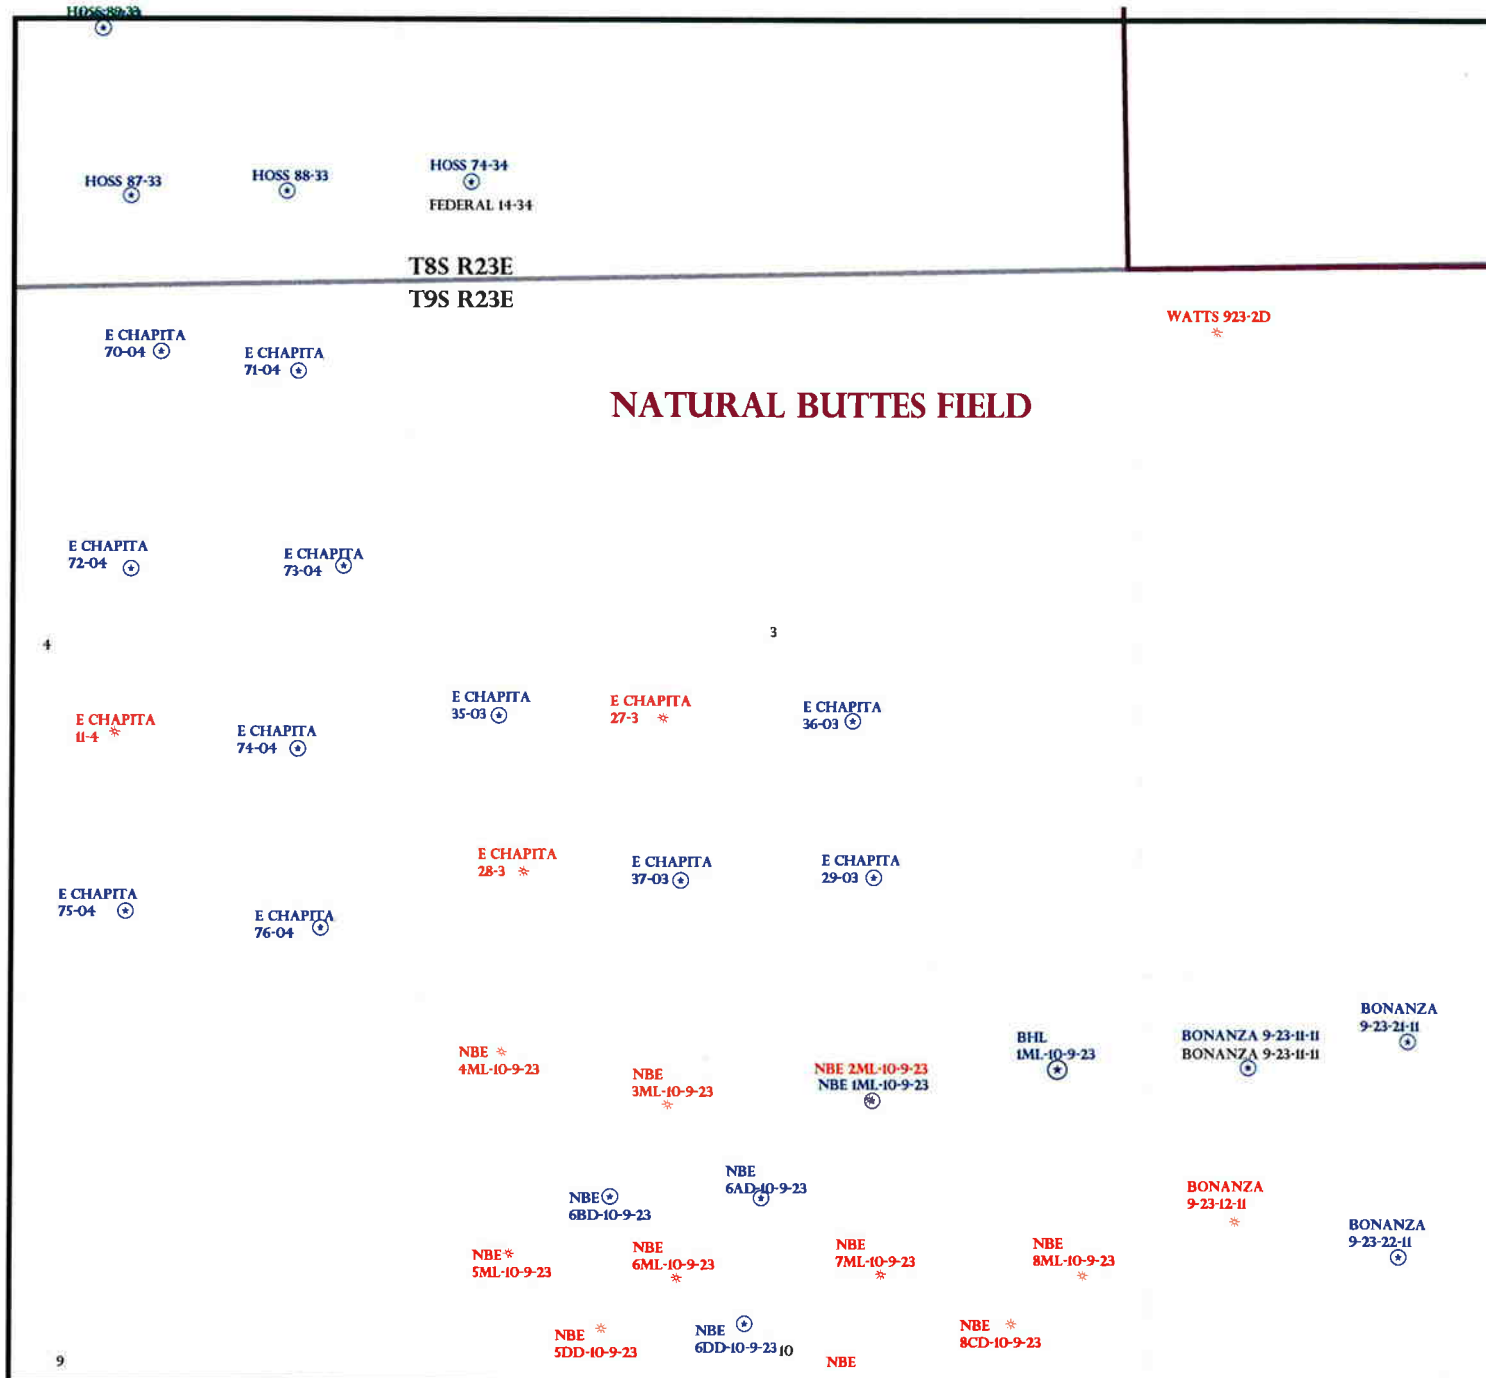 HOSS 87-33
HOSS 88-33
HOSS 74-34
FEDERAL 14-34
T8S R23E
T9S R23E
WATTS 923-2D
E CHAPITA
70-04
E CHAPITA
71-04
NATURAL BUTTES FIELD
E CHAPITA
72-04
E CHAPITA
73-04
4
3
E CHAPITA
11-4
E CHAPITA
74-04
E CHAPITA
35-03
E CHAPITA
27-3
E CHAPITA
36-03
E CHAPITA
28-3
E CHAPITA
37-03
E CHAPITA
29-03
E CHAPITA
75-04
E CHAPITA
76-04
NBE
4ML-10-9-23
NBE
3ML-10-9-23
NBE 2ML-10-9-23
NBE 1ML-10-9-23
BHL
1ML-10-9-23
BONANZA 9-23-11-11
BONANZA 9-23-11-11
BONANZA
9-23-21-11
NBE
6BD-10-9-23
NBE
6AD-10-9-23
BONANZA
9-23-12-11
BONANZA
9-23-22-11
NBE
5ML-10-9-23
NBE
6ML-10-9-23
NBE
7ML-10-9-23
NBE
8ML-10-9-23
NBE
5DD-10-9-23
NBE
6DD-10-9-23
10
NBE
8CD-10-9-23
NBE
9